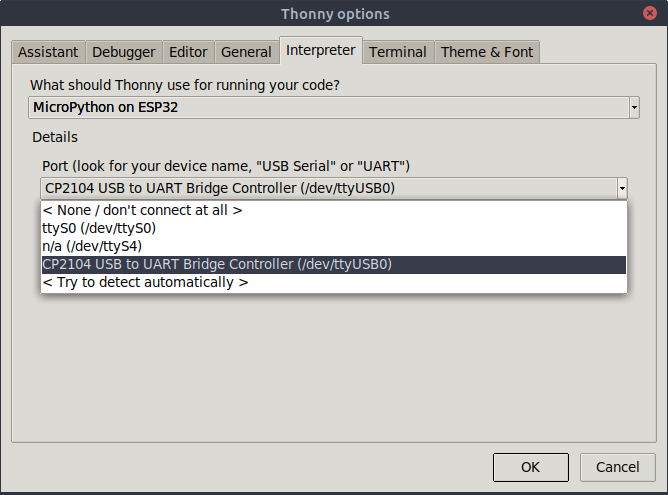 Thonny options
Assistant Debugger Editor General Interpreter Terminal Theme & Font
What should Thonny use for running your code?
MicroPython on ESP32
Details
Port (look for your device name, "USB Serial" or "UART")
CP2104 USB to UART Bridge Controller (/dev/ttyUSB0)
< None / don't connect at all >
ttyS0 (/dev/ttyS0)
n/a (/dev/ttyS4)
CP2104 USB to UART Bridge Controller (/dev/ttyUSB0)
< Try to detect automatically >
OK Cancel